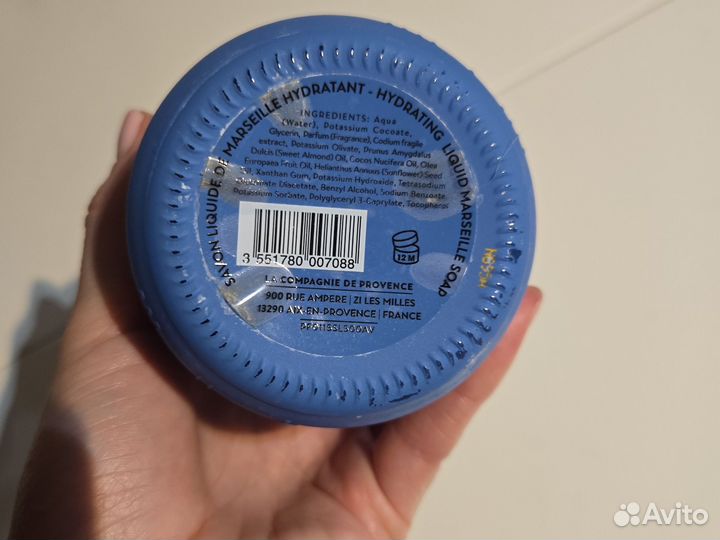 SAVON LIQUIDE DE MARSEILLE HYDRATANT - HYDRATING LIQUID MARSEILLE SOAP
INGREDIENTS: Aqua
(Water), Potassium Cocoate,
Glycerin, Parfum (Fragrance), Codium fragile
extract, Potassium Olivate, Prunus Amygdalus
Dulcis (Sweet Almond) Oil, Cocos Nucifera Oil, Olea
Europaea Fruit Oil, Helianthus Annuus (Sunflower) Seed
Oil, Xanthan Gum, Potassium Hydroxide, Tetrasodium
Glutamate Diacetate, Benzyl Alcohol, Sodium Benzoate,
Potassium Sorbate, Polyglyceryl 3-Caprylate, Tocopherol
3 551780 007088
12 M
LA COMPAGNIE DE PROVENCE
900 RUE AMPERE | ZI LES MILLES
13290 AIX-EN-PROVENCE | FRANCE
Avito